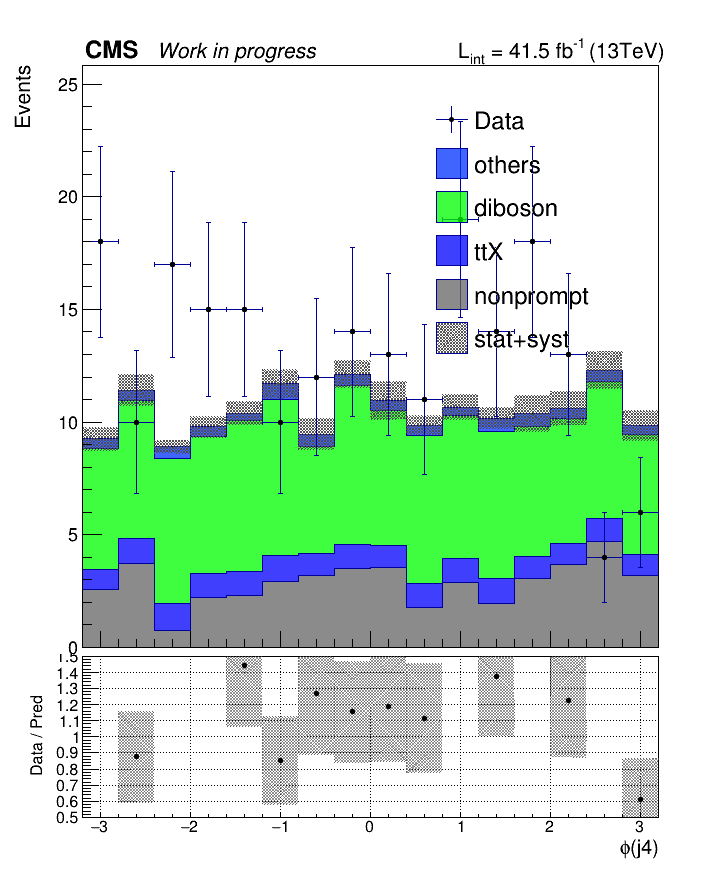 CMS Work in progress L_int = 41.5 fb⁻¹ (13TeV)
Events
25
20
15
10
5
0
Data
others
diboson
ttX
nonprompt
stat+syst
Data / Pred
1.5
1.4
1.3
1.2
1.1
1
0.9
0.8
0.7
0.6
0.5
−3 −2 −1 0 1 2 3
ϕ(j4)